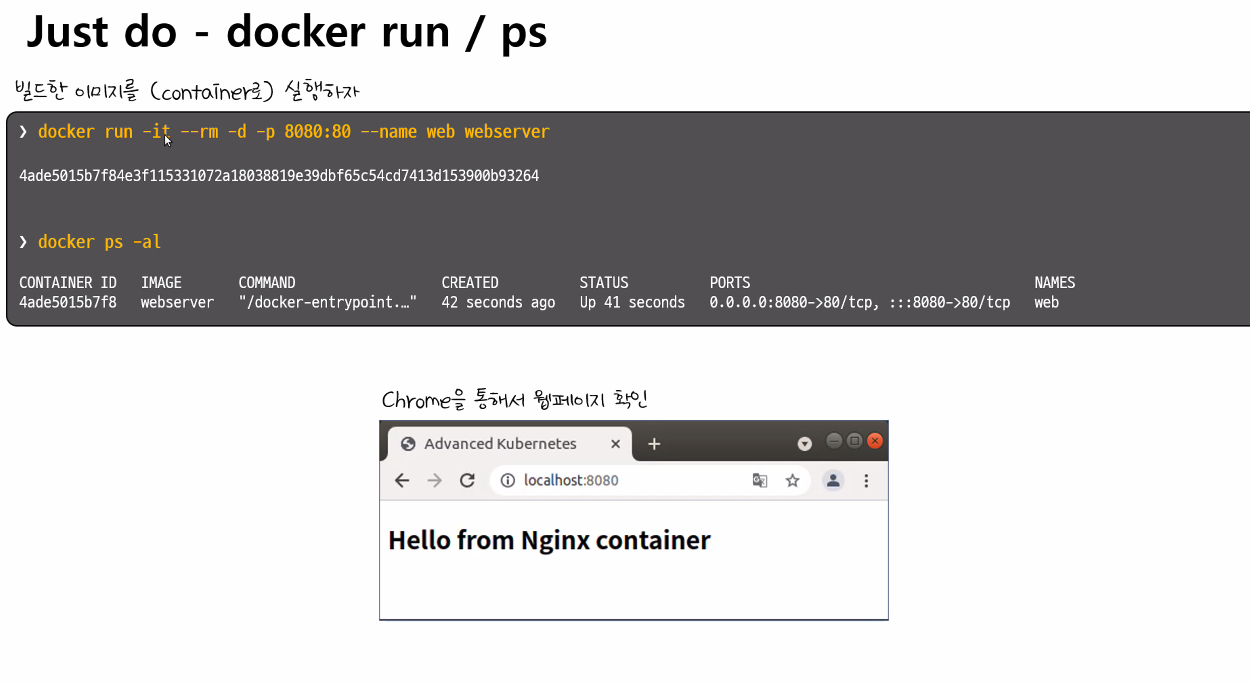 Just do - docker run / ps
빌드한 이미지를 (container로) 실행하자
❯ docker run -it --rm -d -p 8080:80 --name web webserver
4ade5015b7f84e3f115331072a18038819e39dbf65c54cd7413d153900b93264
❯ docker ps -al
CONTAINER ID IMAGE COMMAND CREATED STATUS PORTS NAMES
4ade5015b7f8 webserver "/docker-entrypoint.…" 42 seconds ago Up 41 seconds 0.0.0.0:8080->80/tcp, :::8080->80/tcp web
Chrome을 통해서 웹페이지 확인
Advanced Kubernetes
localhost:8080
Hello from Nginx container